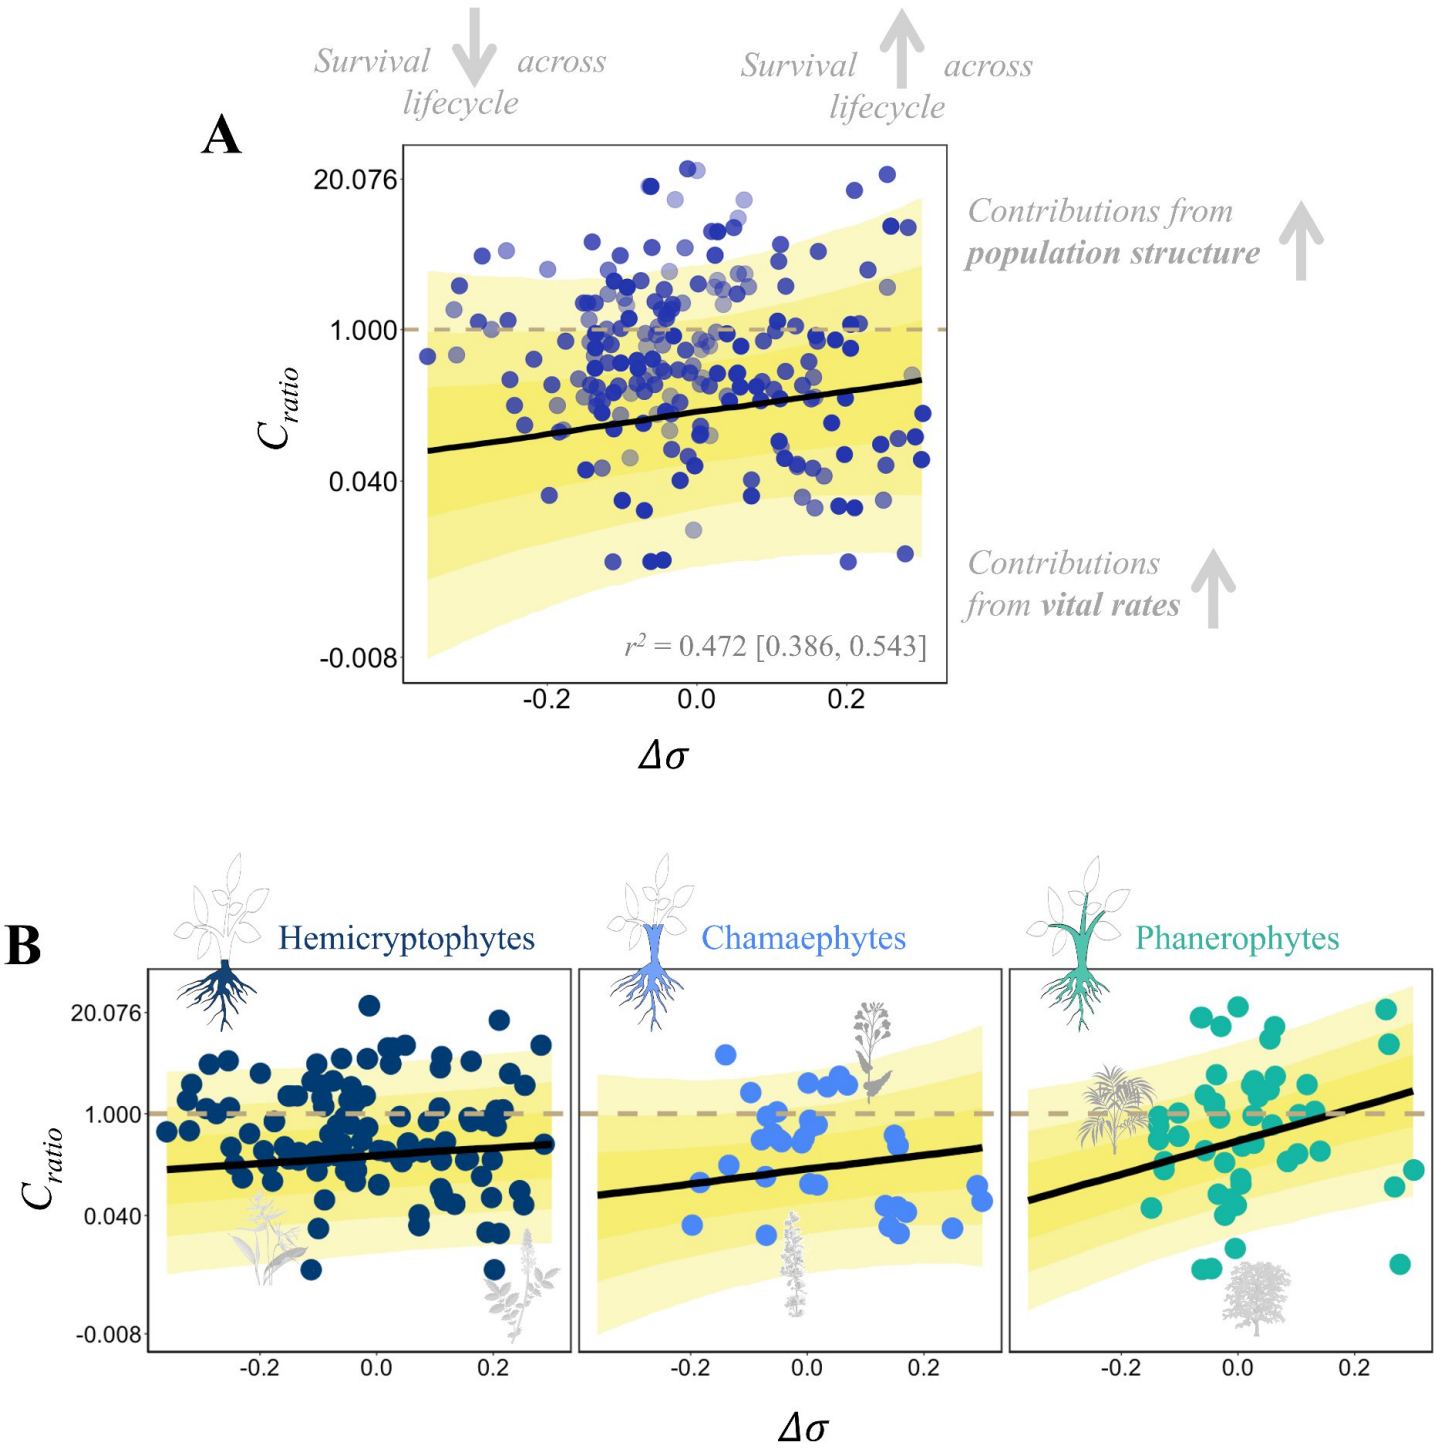 Survival across
lifecycle
Survival across
lifecycle
A
20.076
1.000
0.040
-0.008
C ratio
Contributions from
population structure
Contributions
from vital rates
r² = 0.472 [0.386, 0.543]
-0.2 0.0 0.2
Δσ
B
Hemicryptophytes
Chamaephytes
Phanerophytes
20.076
1.000
0.040
-0.008
C ratio
-0.2 0.0 0.2
-0.2 0.0 0.2
-0.2 0.0 0.2
Δσ